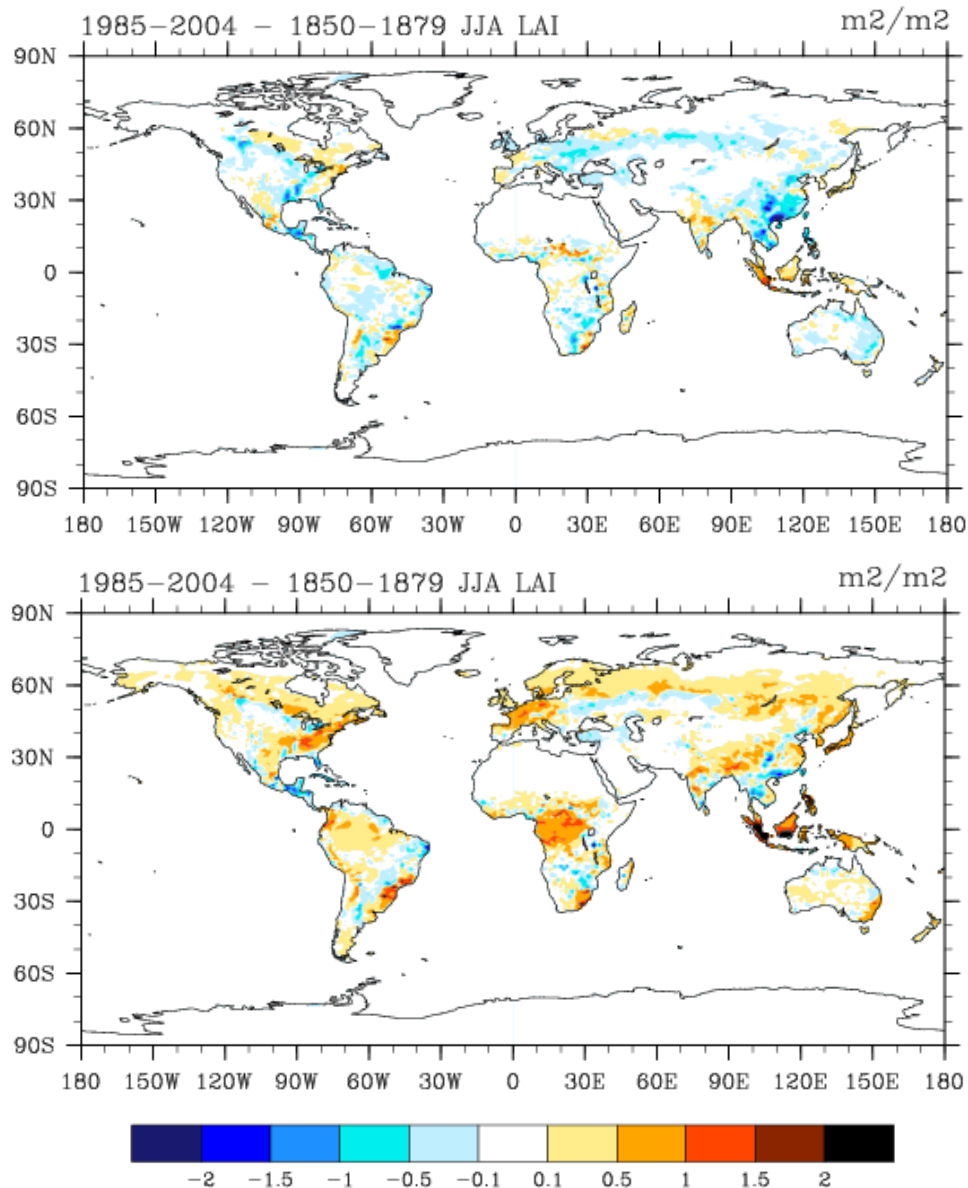 1985-2004 - 1850-1879 JJA LAI m2/m2
90N
60N
30N
0
30S
60S
90S
180 150W 120W 90W 60W 30W 0 30E 60E 90E 120E 150E 180
1985-2004 - 1850-1879 JJA LAI m2/m2
90N
60N
30N
0
30S
60S
90S
180 150W 120W 90W 60W 30W 0 30E 60E 90E 120E 150E 180
-2 -1.5 -1 -0.5 -0.1 0.1 0.5 1 1.5 2